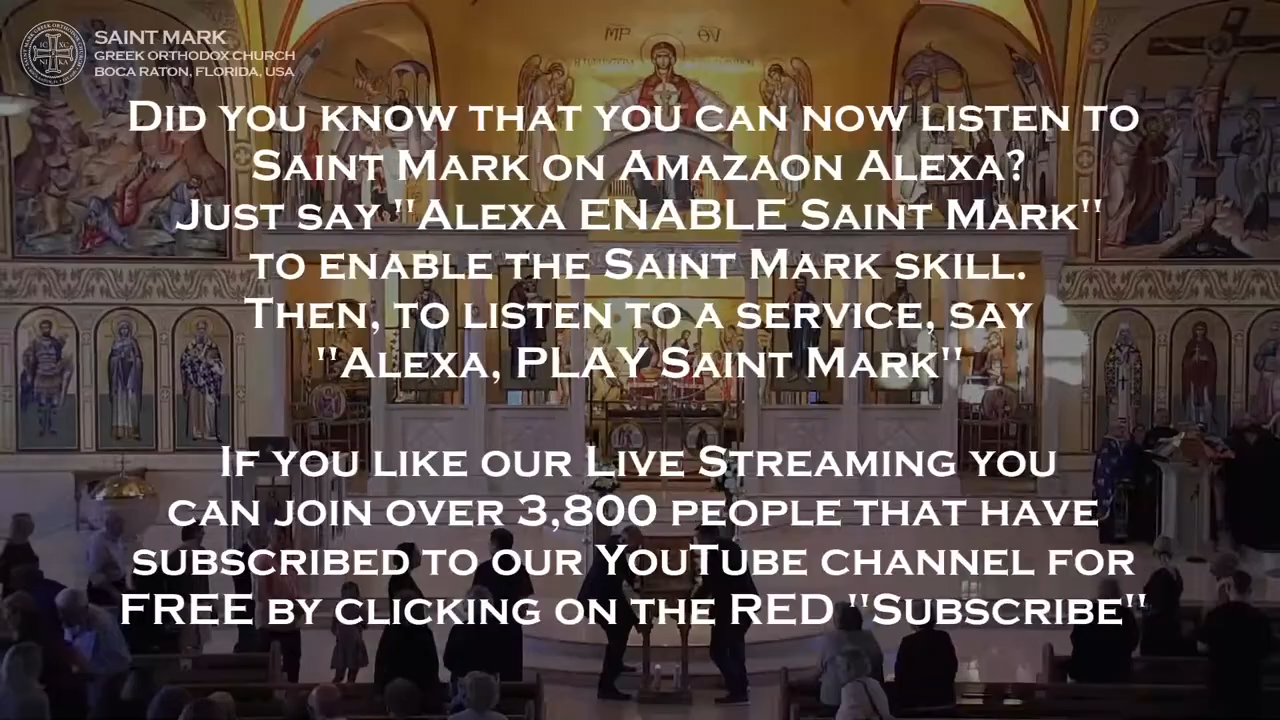 SAINT MARK
GREEK ORTHODOX CHURCH
BOCA RATON, FLORIDA, USA
ΜΡ ΘV
DID YOU KNOW THAT YOU CAN NOW LISTEN TO
SAINT MARK ON AMAZAON ALEXA?
JUST SAY "ALEXA ENABLE SAINT MARK"
TO ENABLE THE SAINT MARK SKILL.
THEN, TO LISTEN TO A SERVICE, SAY
"ALEXA, PLAY SAINT MARK"
IF YOU LIKE OUR LIVE STREAMING YOU
CAN JOIN OVER 3,800 PEOPLE THAT HAVE
SUBSCRIBED TO OUR YOUTUBE CHANNEL FOR
FREE BY CLICKING ON THE RED "SUBSCRIBE"